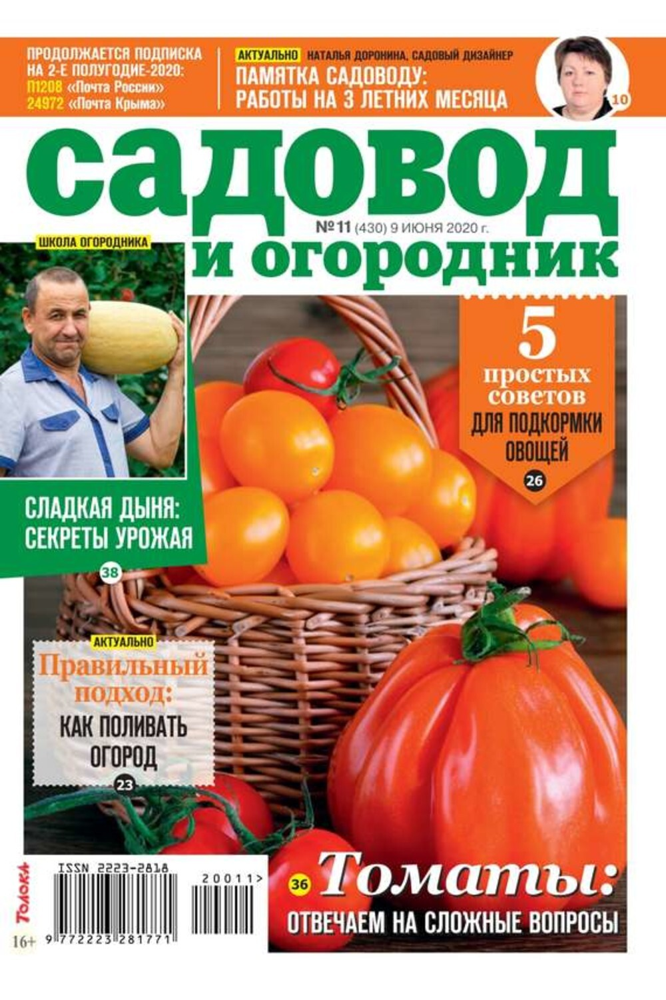 ПРОДОЛЖАЕТСЯ ПОДПИСКА
НА 2-Е ПОЛУГОДИЕ-2020:
П1208 «Почта России»
24972 «Почта Крыма»
АКТУАЛЬНО НАТАЛЬЯ ДОРОНИНА, САДОВЫЙ ДИЗАЙНЕР
ПАМЯТКА САДОВОДУ:
РАБОТЫ НА 3 ЛЕТНИХ МЕСЯЦА
10
садовод
№11 (430) 9 ИЮНЯ 2020 г.
и огородник
ШКОЛА ОГОРОДНИКА
СЛАДКАЯ ДЫНЯ:
СЕКРЕТЫ УРОЖАЯ
38
5
простых
советов
ДЛЯ ПОДКОРМКИ
ОВОЩЕЙ
26
АКТУАЛЬНО
Правильный
подход:
КАК ПОЛИВАТЬ
ОГОРОД
23
36 Томаты:
ОТВЕЧАЕМ НА СЛОЖНЫЕ ВОПРОСЫ
ISSN 2223-2818
20011>
9 772223 281771
Толока
16+